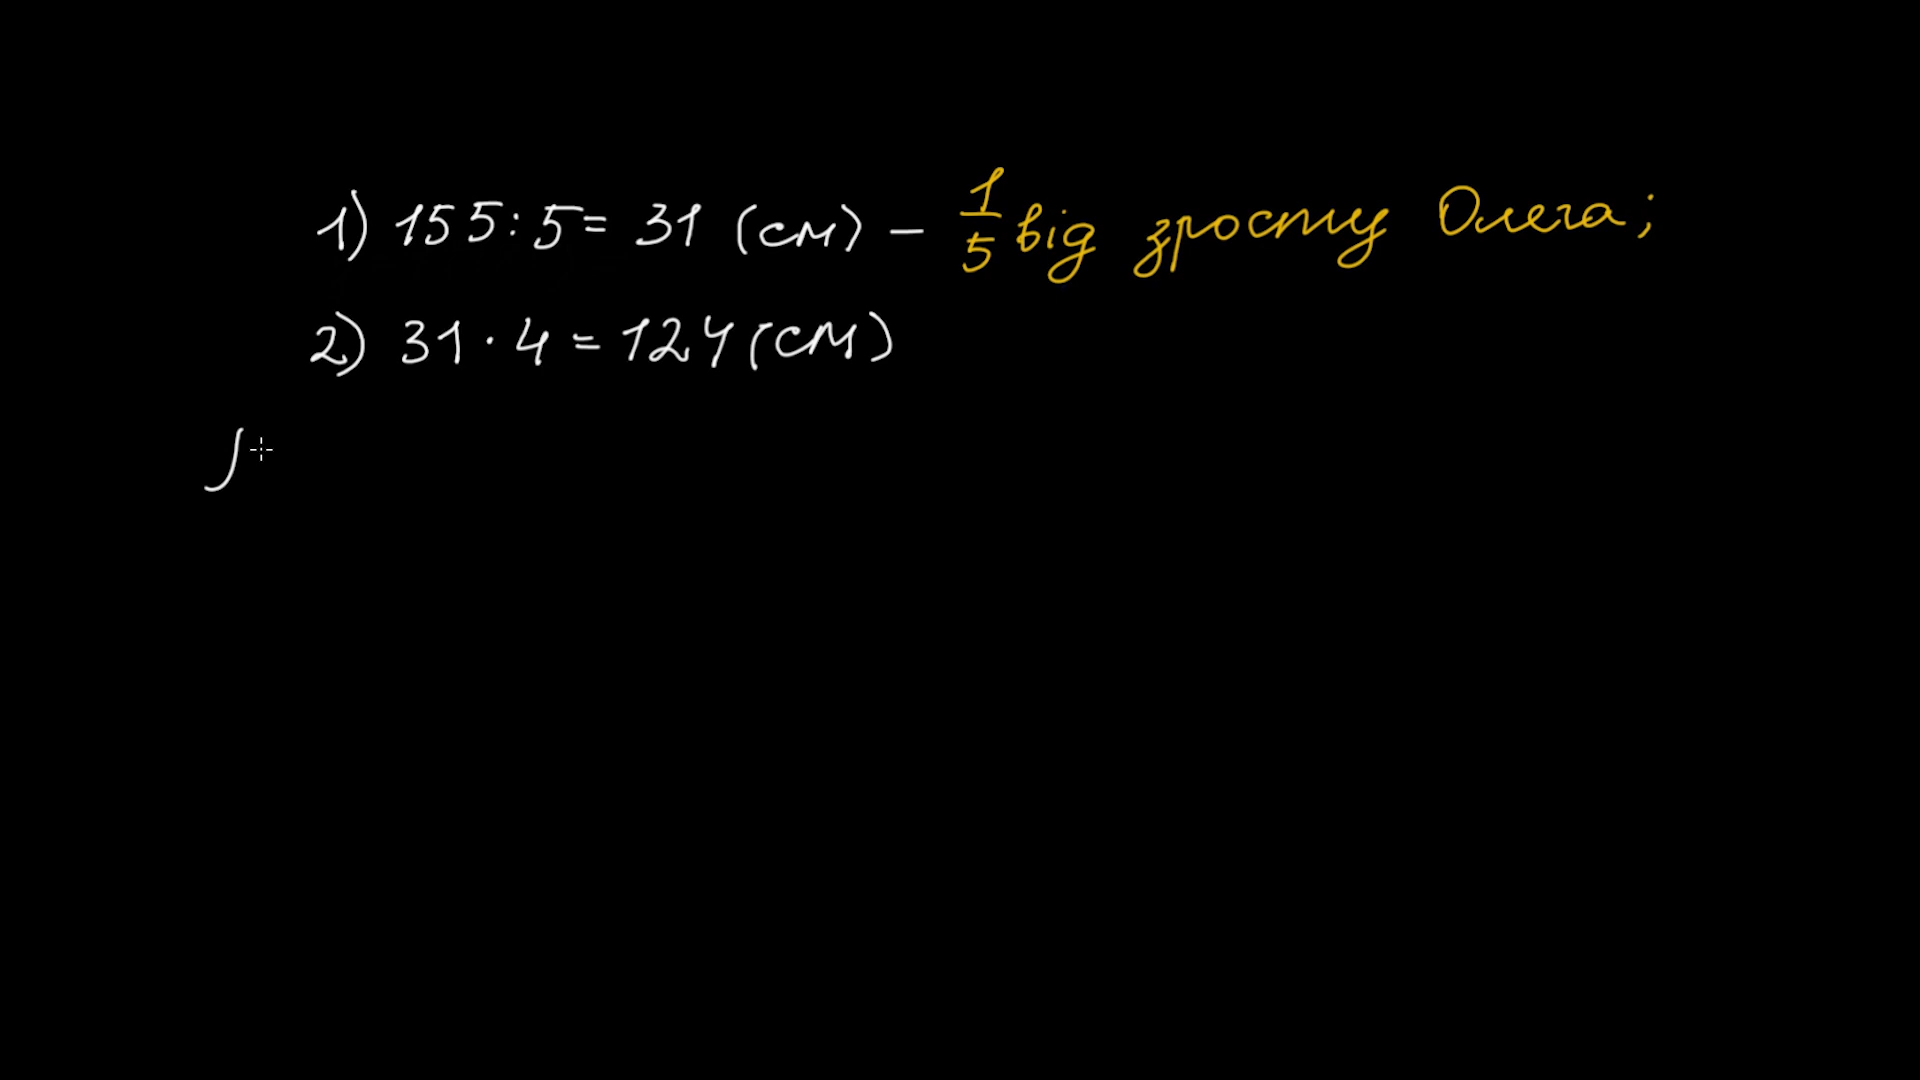 1) 155:5= 31 (см) – 1/5 від зросту Олега;
2) 31·4=124(см)